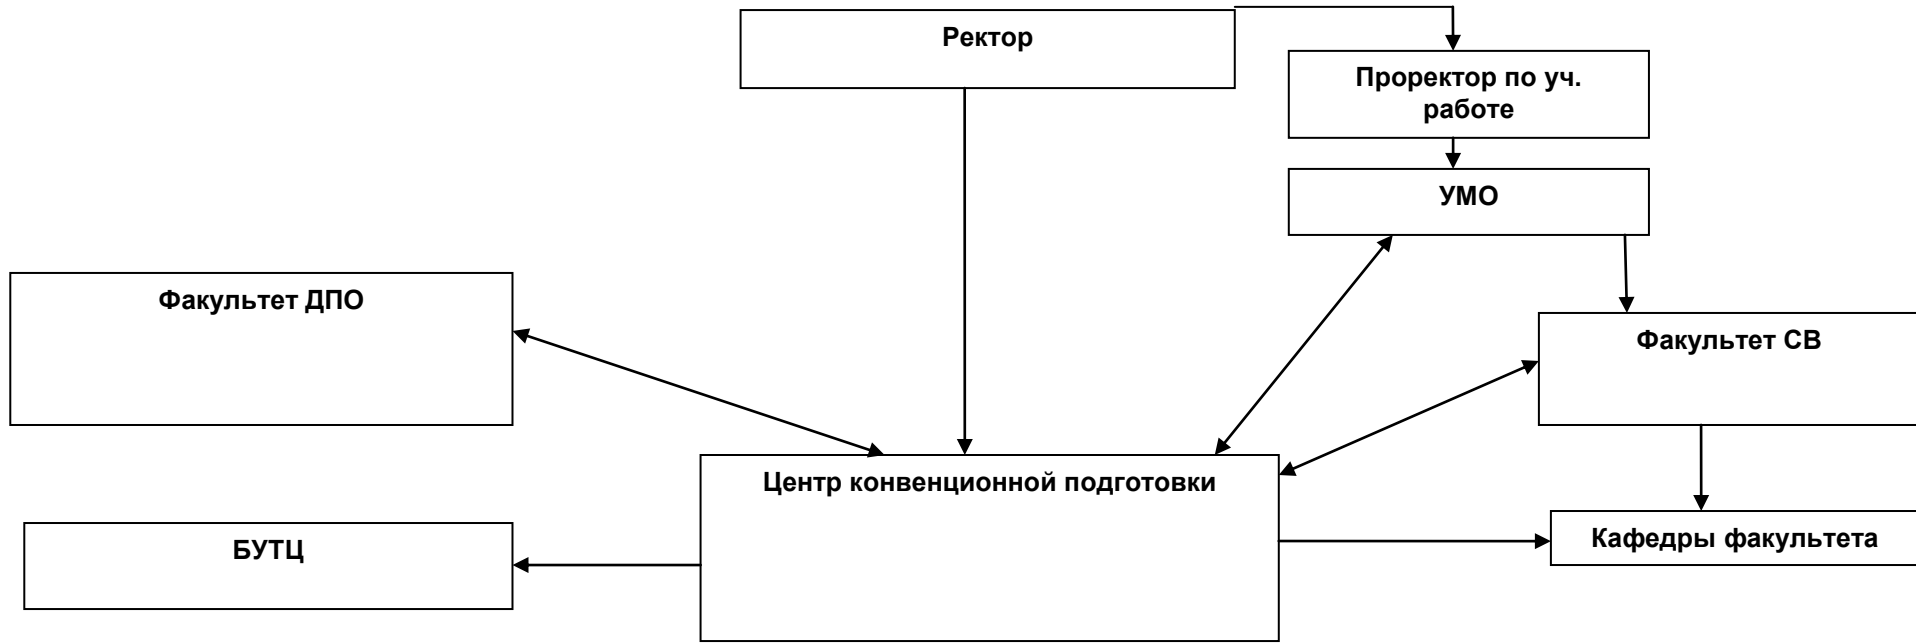 Ректор
Проректор по уч.
работе
УМО
Факультет ДПО
Факультет СВ
Центр конвенционной подготовки
Кафедры факультета
БУТЦ